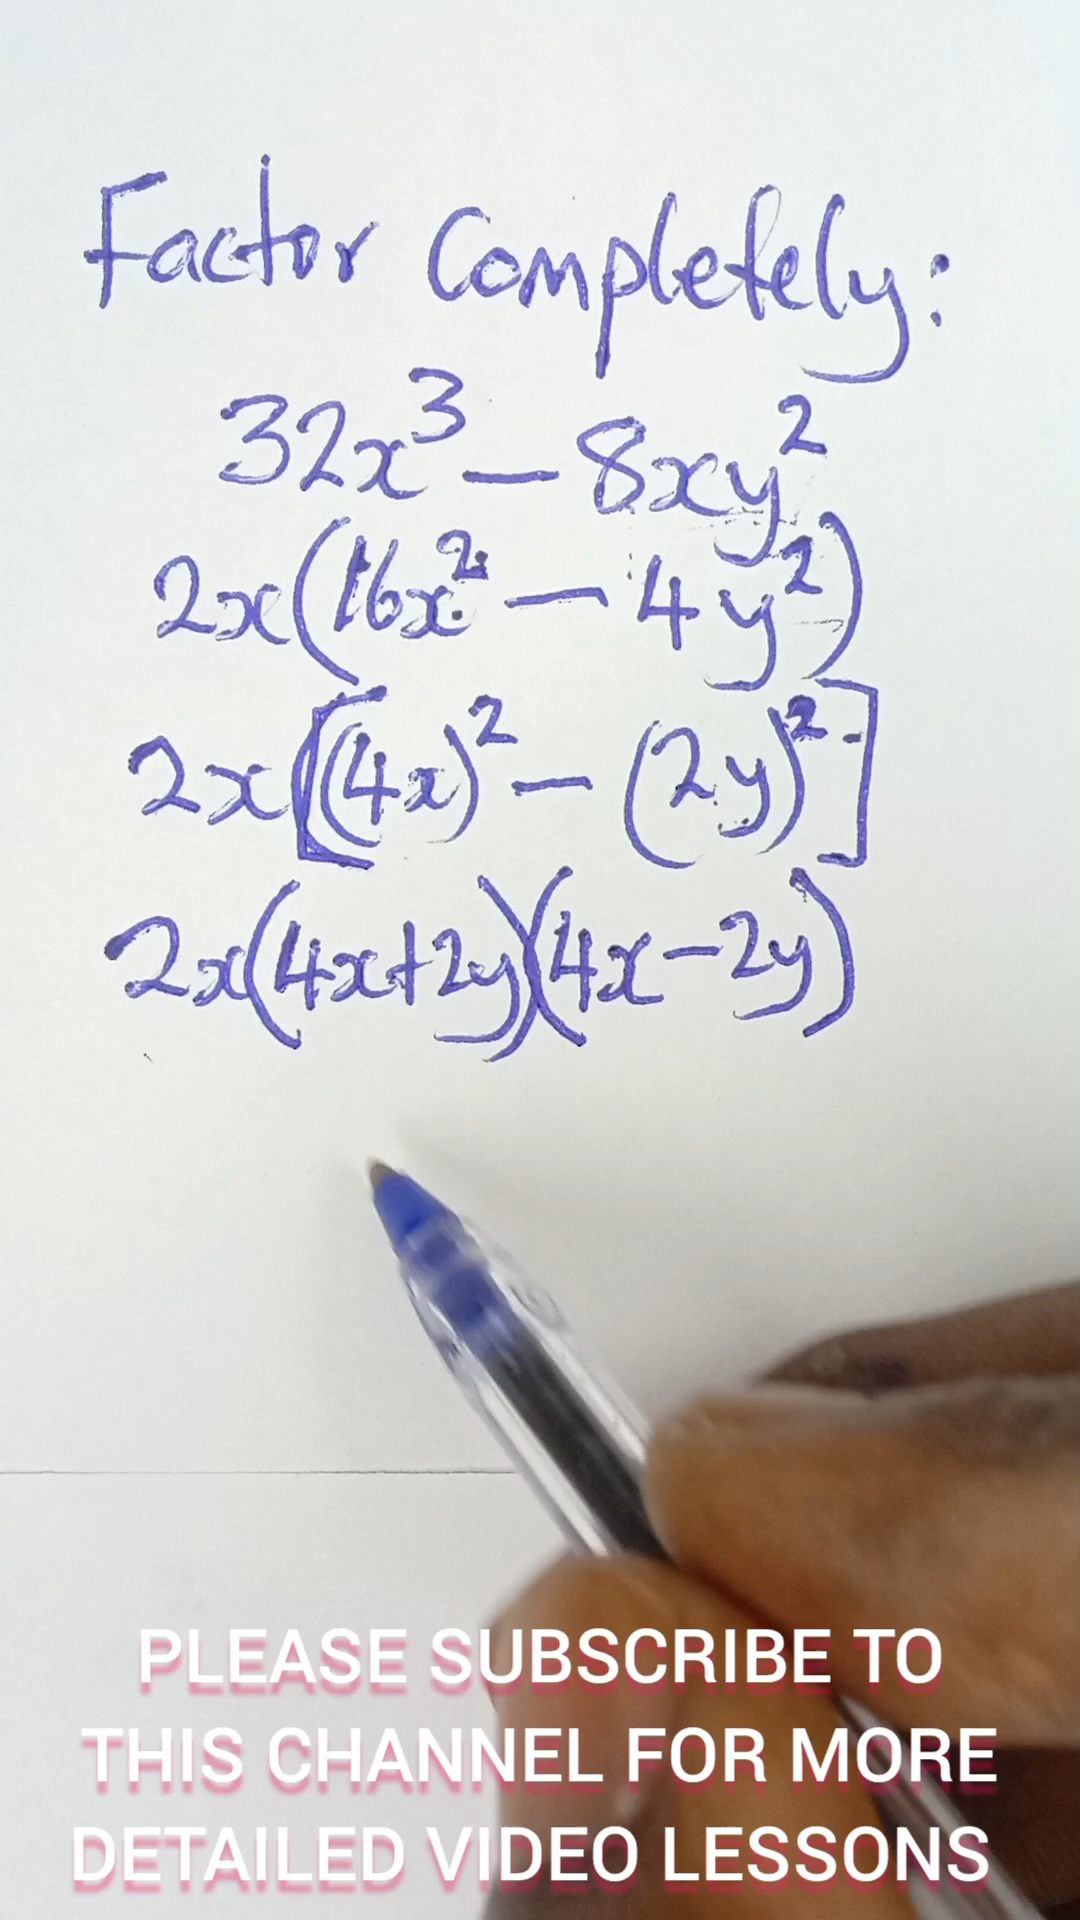 Factor Completely:
32x³ – 8xy²
2x(16x² – 4y²)
2x[(4x)² – (2y)²]
2x(4x+2y)(4x–2y)
PLEASE SUBSCRIBE TO
THIS CHANNEL FOR MORE
DETAILED VIDEO LESSONS